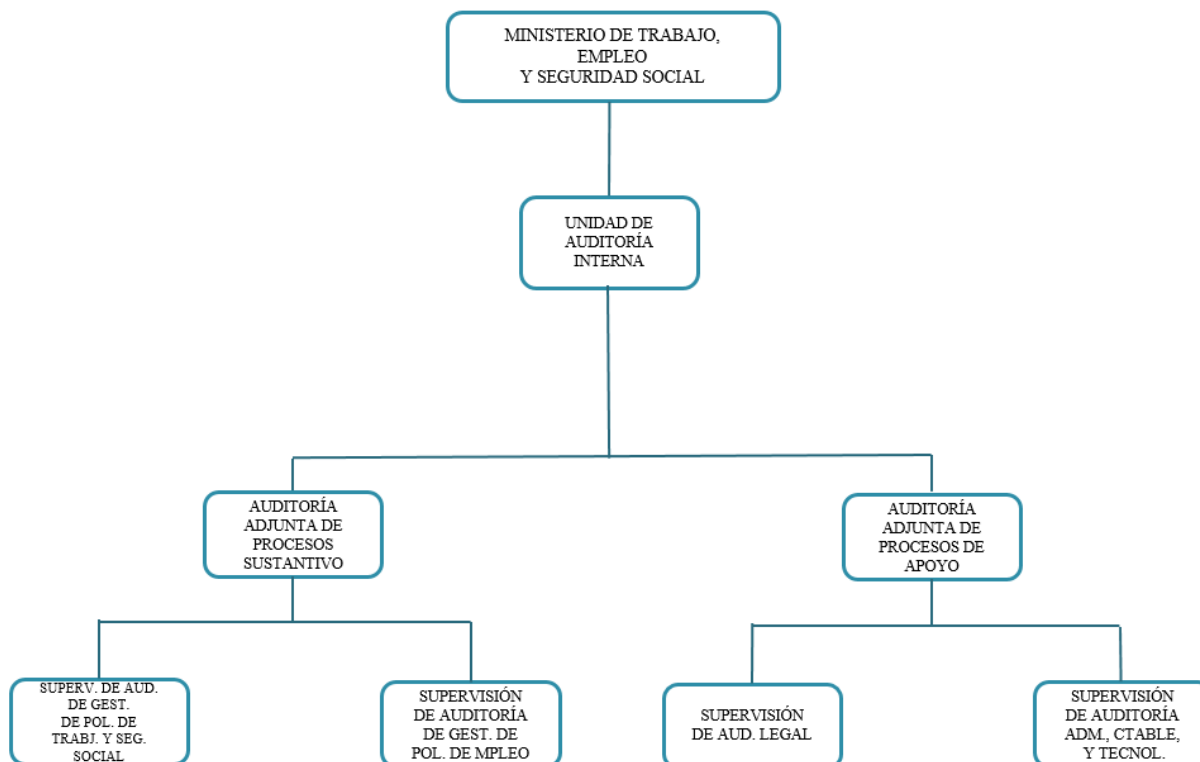 MINISTERIO DE TRABAJO,
EMPLEO
Y SEGURIDAD SOCIAL
UNIDAD DE
AUDITORÍA
INTERNA
AUDITORÍA
ADJUNTA DE
PROCESOS
SUSTANTIVO
AUDITORÍA
ADJUNTA DE
PROCESOS DE
APOYO
SUPERV. DE AUD.
DE GEST.
DE POL. DE
TRABJ. Y SEG.
SOCIAL
SUPERVISIÓN
DE AUDITORÍA
DE GEST. DE
POL. DE MPLEO
SUPERVISIÓN
DE AUD. LEGAL
SUPERVISIÓN
DE AUDITORÍA
ADM., CTABLE,
Y TECNOL.